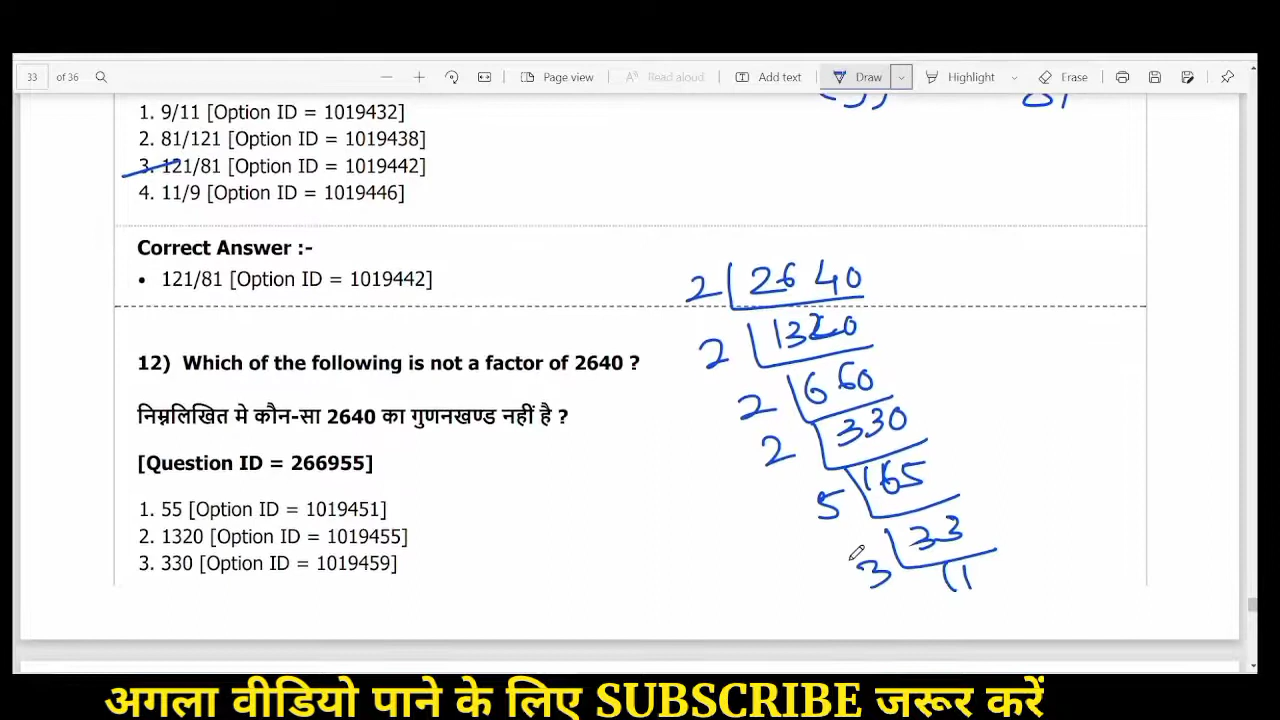 33 of 36 Page view Read aloud Add text Draw Highlight Erase
1. 9/11 [Option ID = 1019432]
2. 81/121 [Option ID = 1019438]
3. 121/81 [Option ID = 1019442]
4. 11/9 [Option ID = 1019446]
Correct Answer :-
• 121/81 [Option ID = 1019442]
12) Which of the following is not a factor of 2640 ?
निम्नलिखित मे कौन-सा 2640 का गुणनखण्ड नहीं है ?
[Question ID = 266955]
1. 55 [Option ID = 1019451]
2. 1320 [Option ID = 1019455]
3. 330 [Option ID = 1019459]
2 2640
2 1320
2 660
2 330
5 165
3 33
11
अगला वीडियो पाने के लिए SUBSCRIBE जरूर करें